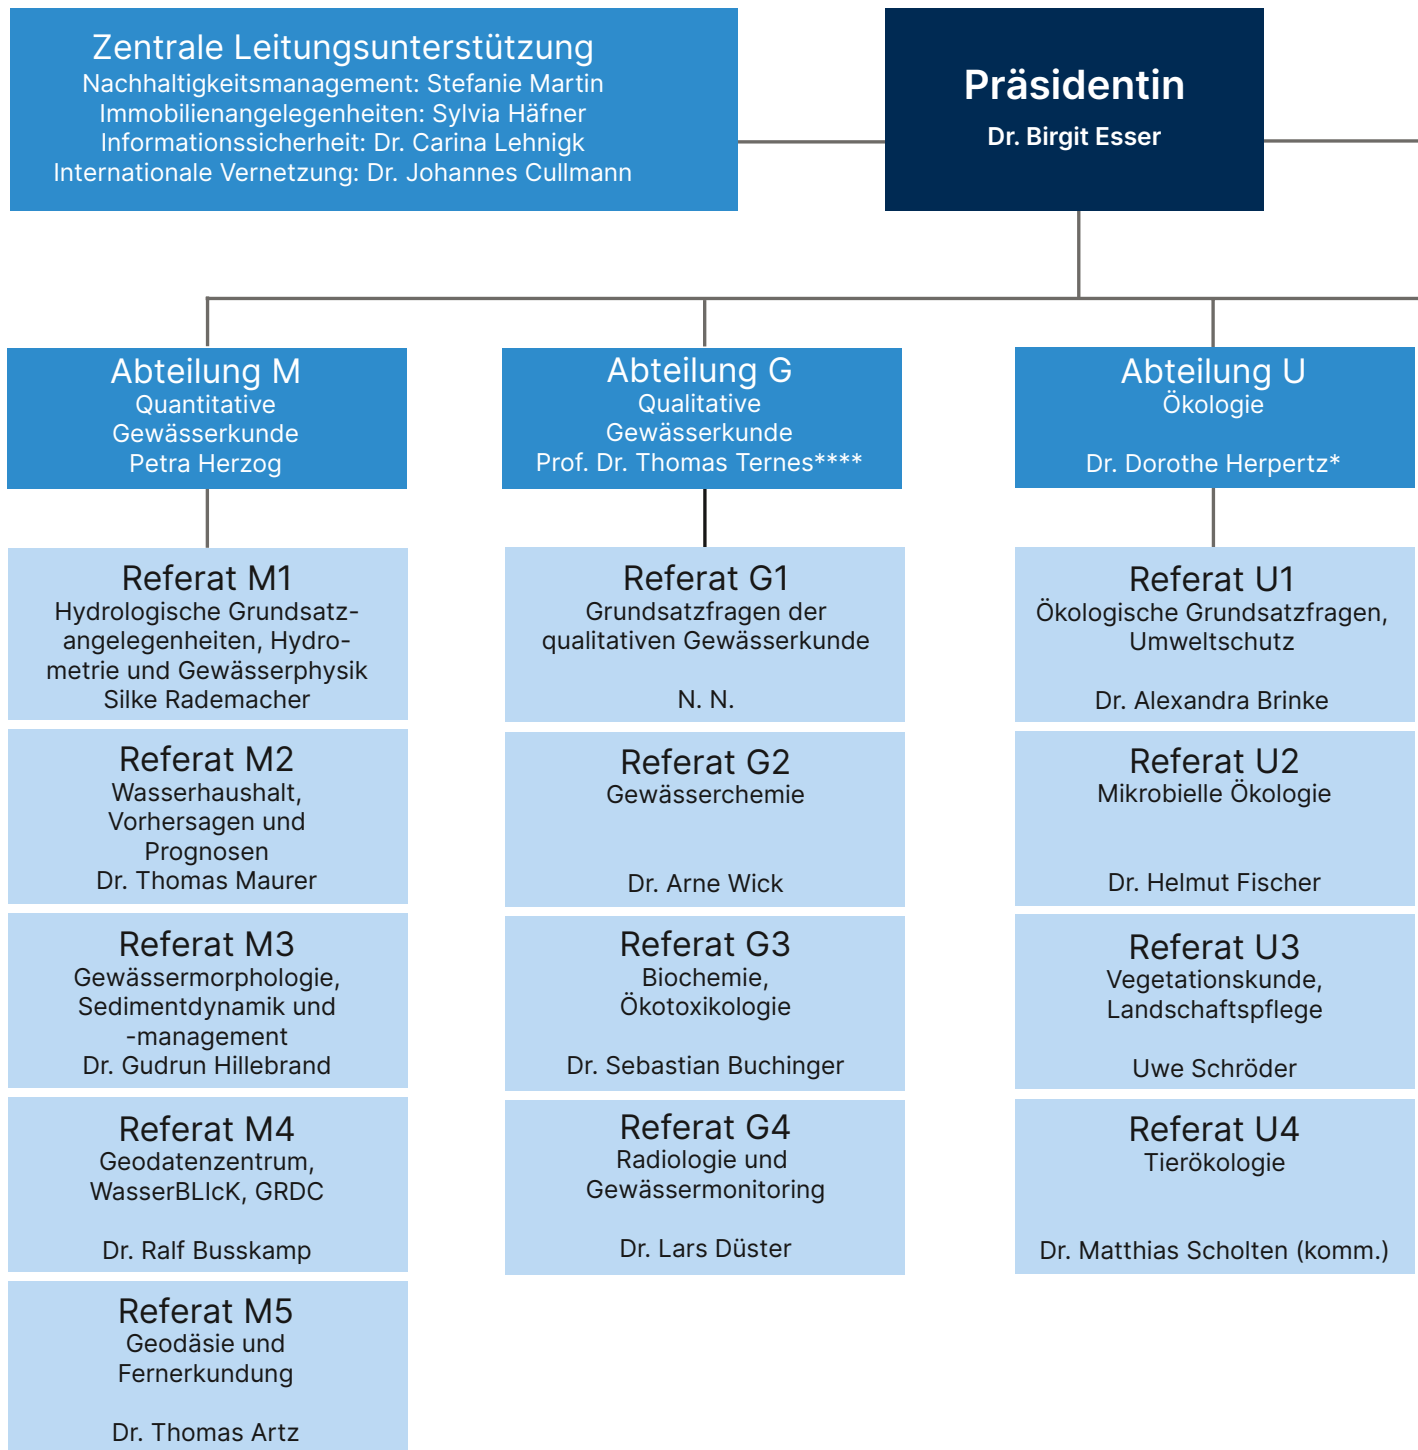 Zentrale Leitungsunterstützung
Nachhaltigkeitsmanagement: Stefanie Martin
Immobilienangelegenheiten: Sylvia Häfner
Informationssicherheit: Dr. Carina Lehnigk
Internationale Vernetzung: Dr. Johannes Cullmann
Präsidentin
Dr. Birgit Esser
Abteilung M
Quantitative
Gewässerkunde
Petra Herzog
Abteilung G
Qualitative
Gewässerkunde
Prof. Dr. Thomas Ternes****
Abteilung U
Ökologie
Dr. Dorothe Herpertz*
Referat M1
Hydrologische Grundsatz-
angelegenheiten, Hydro-
metrie und Gewässerphysik
Silke Rademacher
Referat M2
Wasserhaushalt,
Vorhersagen und
Prognosen
Dr. Thomas Maurer
Referat M3
Gewässermorphologie,
Sedimentdynamik und
-management
Dr. Gudrun Hillebrand
Referat M4
Geodatenzentrum,
WasserBLIcK, GRDC
Dr. Ralf Busskamp
Referat M5
Geodäsie und
Fernerkundung
Dr. Thomas Artz
Referat G1
Grundsatzfragen der
qualitativen Gewässerkunde
N. N.
Referat G2
Gewässerchemie
Dr. Arne Wick
Referat G3
Biochemie,
Ökotoxikologie
Dr. Sebastian Buchinger
Referat G4
Radiologie und
Gewässermonitoring
Dr. Lars Düster
Referat U1
Ökologische Grundsatzfragen,
Umweltschutz
Dr. Alexandra Brinke
Referat U2
Mikrobielle Ökologie
Dr. Helmut Fischer
Referat U3
Vegetationskunde,
Landschaftspflege
Uwe Schröder
Referat U4
Tierökologie
Dr. Matthias Scholten (komm.)